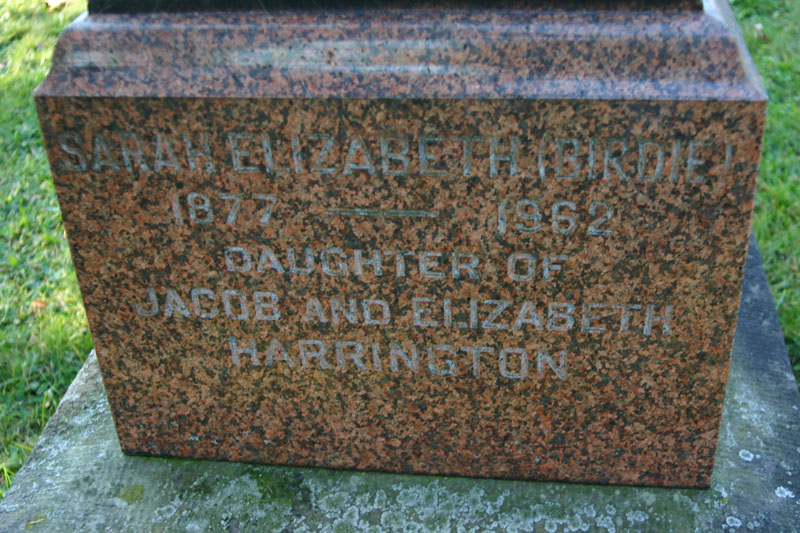 SARAH ELIZABETH (BIRDIE)
1877 — 1962
DAUGHTER OF
JACOB AND ELIZABETH
HARRINGTON